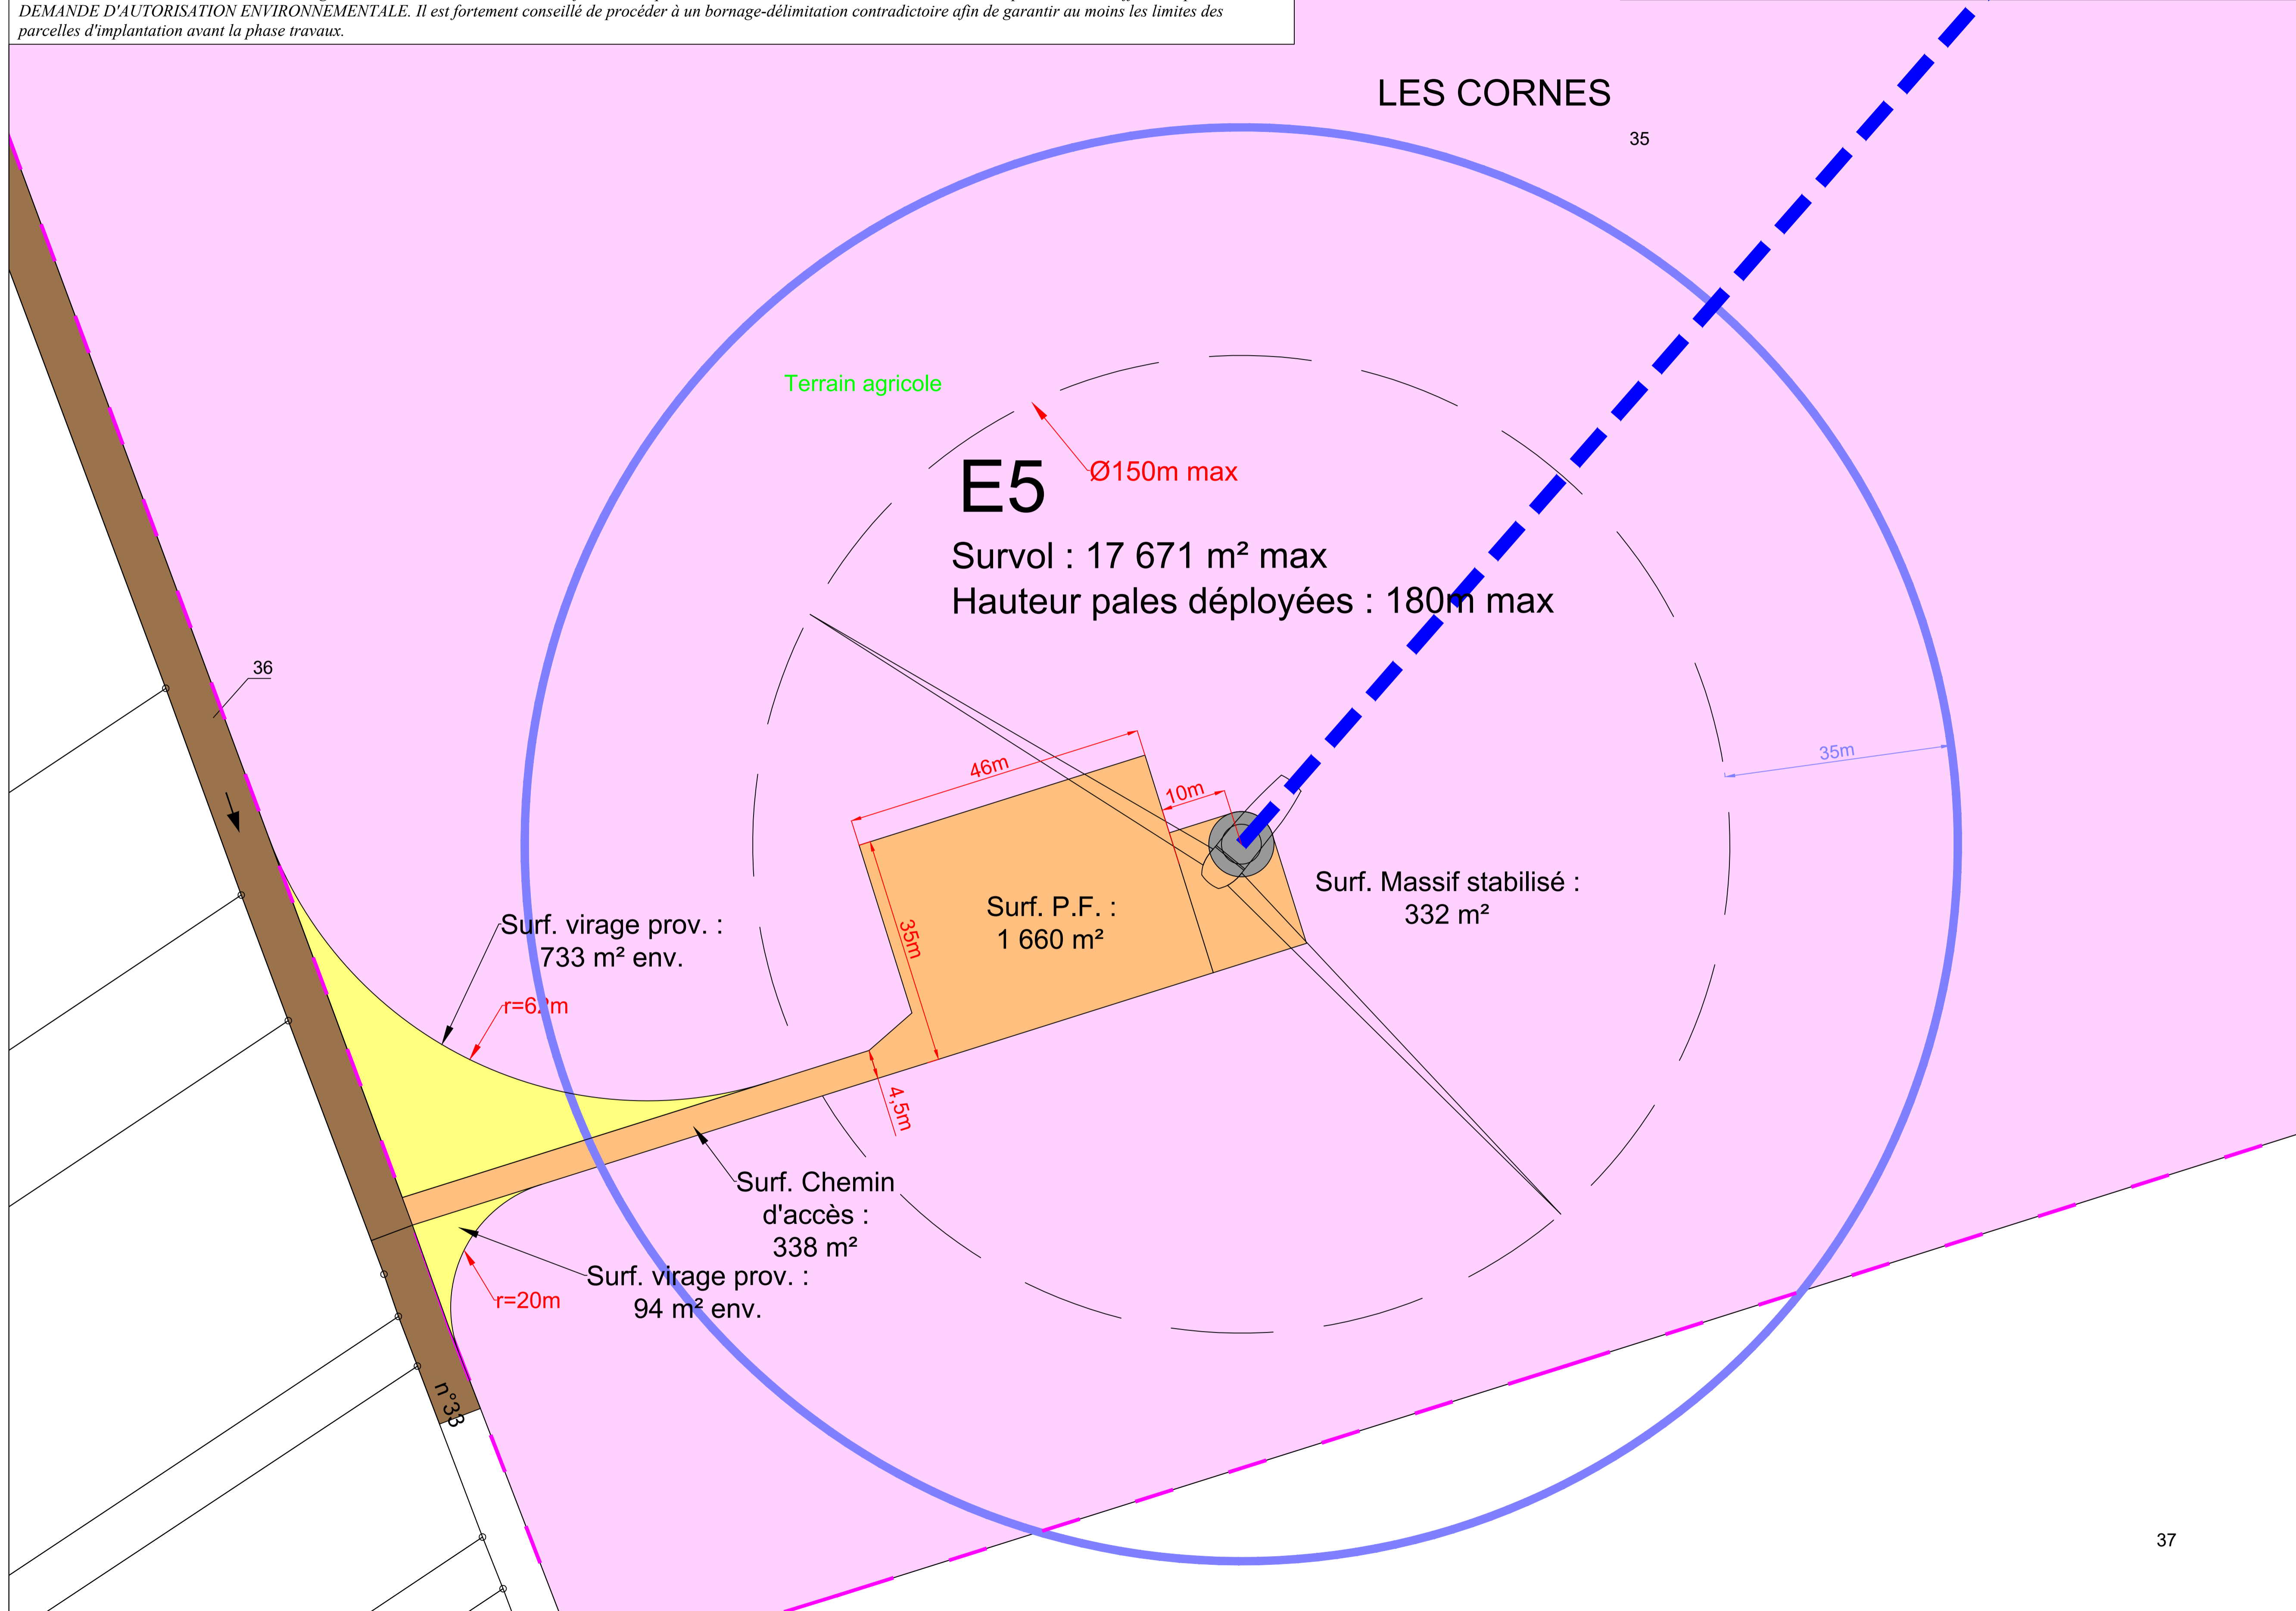 DEMANDE D'AUTORISATION ENVIRONNEMENTALE. Il est fortement conseillé de procéder à un bornage-délimitation contradictoire afin de garantir au moins les limites des
parcelles d'implantation avant la phase travaux.
LES CORNES
35
Terrain agricole
Ø150m max
E5
Survol : 17 671 m² max
Hauteur pales déployées : 180m max
36
46m
10m
35m
35m
Surf. P.F. :
1 660 m²
Surf. Massif stabilisé :
332 m²
Surf. virage prov. :
733 m² env.
r=62m
4,5m
Surf. Chemin
d'accès :
338 m²
Surf. virage prov. :
94 m² env.
r=20m
n°33
37